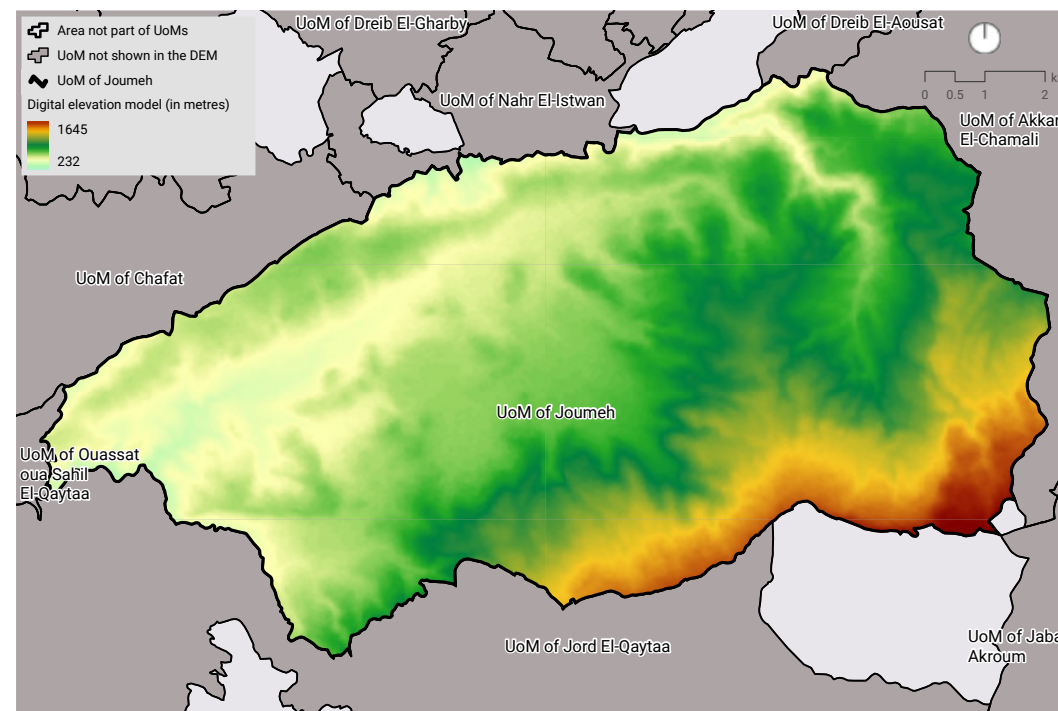 UoM of Dreib El-Gharby
UoM of Dreib El-Aousat
Area not part of UoMs
UoM not shown in the DEM
UoM of Joumeh
Digital elevation model (in metres)
1645
232
k
0 0.5 1 2
UoM of Nahr El-Istwan
UoM of Akkar
El-Chamali
UoM of Chafat
UoM of Joumeh
UoM of Ouassat
oua Sahil
El-Qaytaa
UoM of Jord El-Qaytaa
UoM of Jaba
Akroum